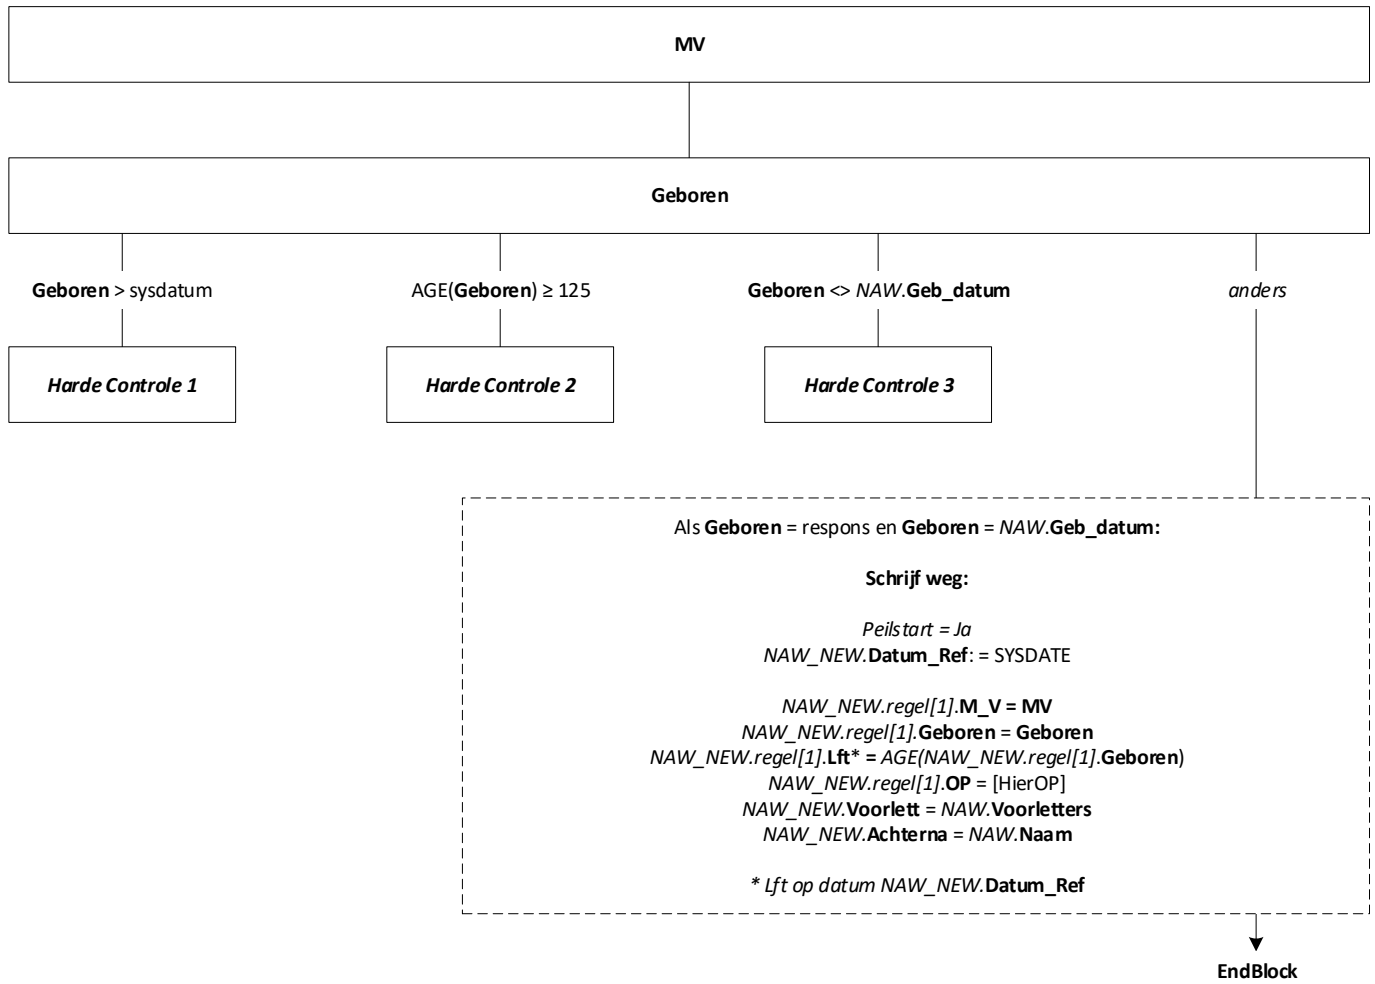 MV
Geboren
Geboren > sysdatum
AGE(Geboren) ≥ 125
Geboren <> NAW.Geb_datum
anders
Harde Controle 1
Harde Controle 2
Harde Controle 3
Als Geboren = respons en Geboren = NAW.Geb_datum:
Schrijf weg:
Peilstart = Ja
NAW_NEW.Datum_Ref: = SYSDATE
NAW_NEW.regel[1].M_V = MV
NAW_NEW.regel[1].Geboren = Geboren
NAW_NEW.regel[1].Lft* = AGE(NAW_NEW.regel[1].Geboren)
NAW_NEW.regel[1].OP = [HierOP]
NAW_NEW.Voorlett = NAW.Voorletters
NAW_NEW.Achterna = NAW.Naam
* Lft op datum NAW_NEW.Datum_Ref
EndBlock